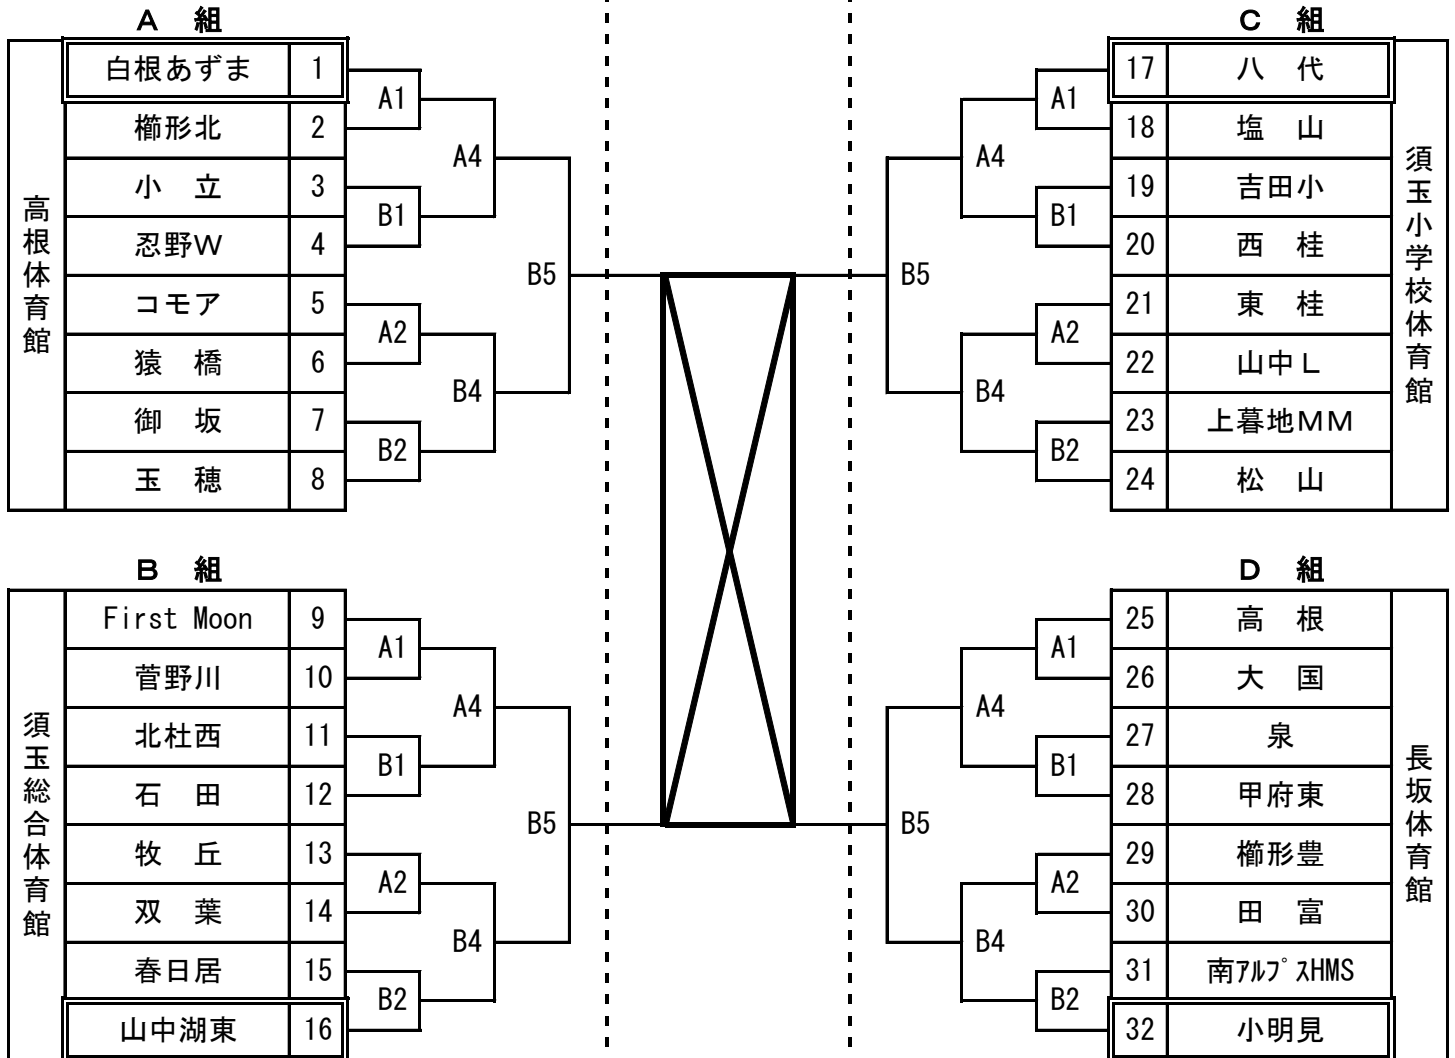 A 組
高根体育館
白根あずま 1
櫛形北 2
小 立 3
忍野W 4
コモア 5
猿 橋 6
御 坂 7
玉 穂 8
A1
B1
A2
B2
A4
B4
B5
B 組
須玉総合体育館
First Moon 9
菅野川 10
北杜西 11
石 田 12
牧 丘 13
双 葉 14
春日居 15
山中湖東 16
A1
B1
A2
B2
A4
B4
B5
C 組
須玉小学校体育館
17 八 代
18 塩 山
19 吉田小
20 西 桂
21 東 桂
22 山中L
23 上暮地MM
24 松 山
A1
B1
A2
B2
A4
B4
B5
D 組
長坂体育館
25 高 根
26 大 国
27 泉
28 甲府東
29 櫛形豊
30 田 富
31 南アルプスHMS
32 小明見
A1
B1
A2
B2
A4
B4
B5